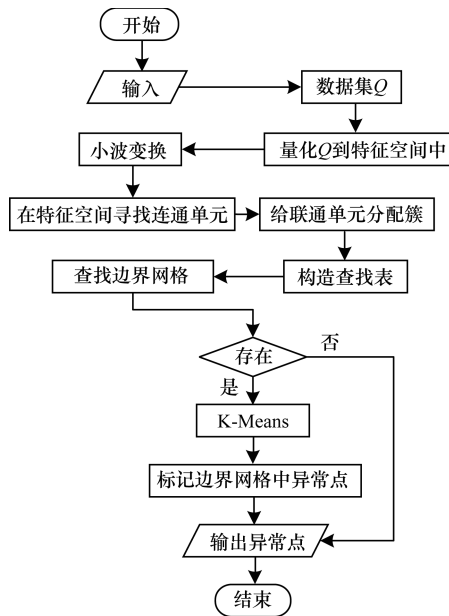 开始
输入
数据集Q
小波变换
量化Q到特征空间中
在特征空间寻找连通单元
给联通单元分配簇
查找边界网格
构造查找表
存在
否
是
K-Means
标记边界网格中异常点
输出异常点
结束